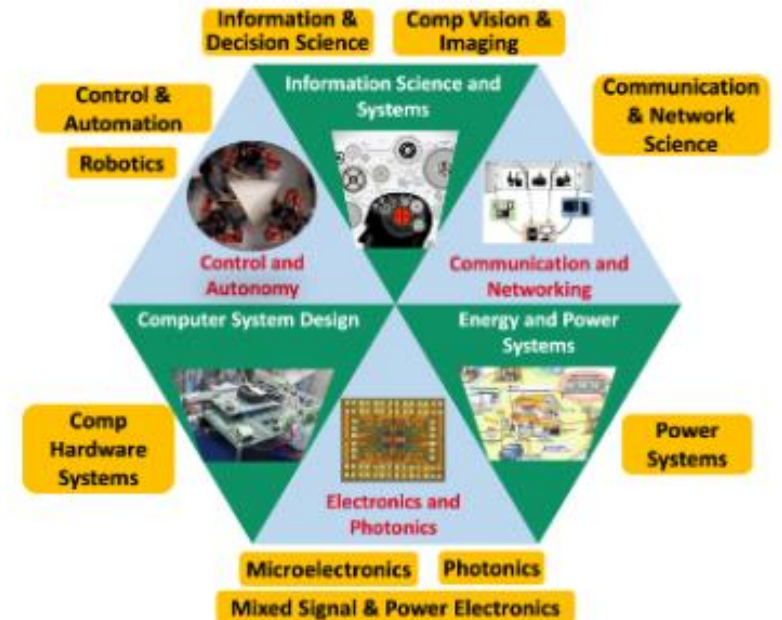 Information &
Decision Science
Comp Vision &
Imaging
Control &
Automation
Robotics
Communication
& Network
Science
Information Science and
Systems
Control and
Autonomy
Communication and
Networking
Computer System Design
Energy and Power
Systems
Comp
Hardware
Systems
Power
Systems
Electronics and
Photonics
Microelectronics
Photonics
Mixed Signal & Power Electronics